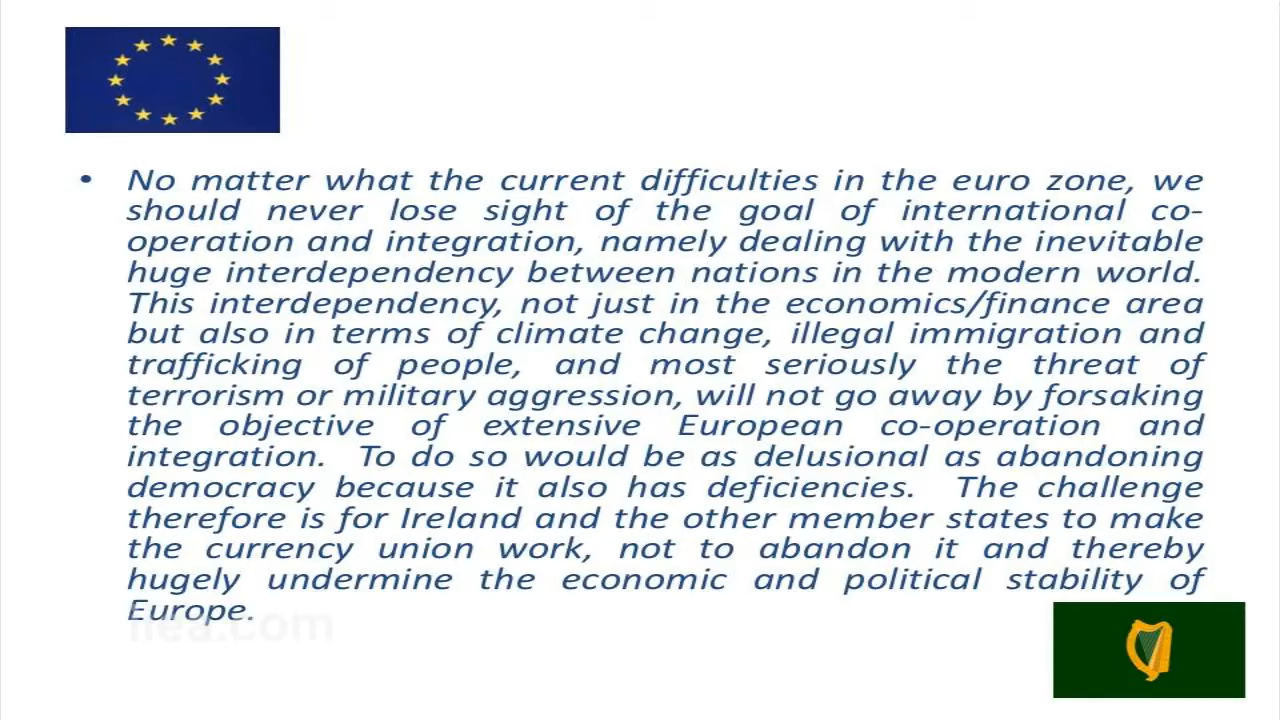 • No matter what the current difficulties in the euro zone, we
should never lose sight of the goal of international co-
operation and integration, namely dealing with the inevitable
huge interdependency between nations in the modern world.
This interdependency, not just in the economics/finance area
but also in terms of climate change, illegal immigration and
trafficking of people, and most seriously the threat of
terrorism or military aggression, will not go away by forsaking
the objective of extensive European co-operation and
integration. To do so would be as delusional as abandoning
democracy because it also has deficiencies. The challenge
therefore is for Ireland and the other member states to make
the currency union work, not to abandon it and thereby
hugely undermine the economic and political stability of
Europe.
iiea.com